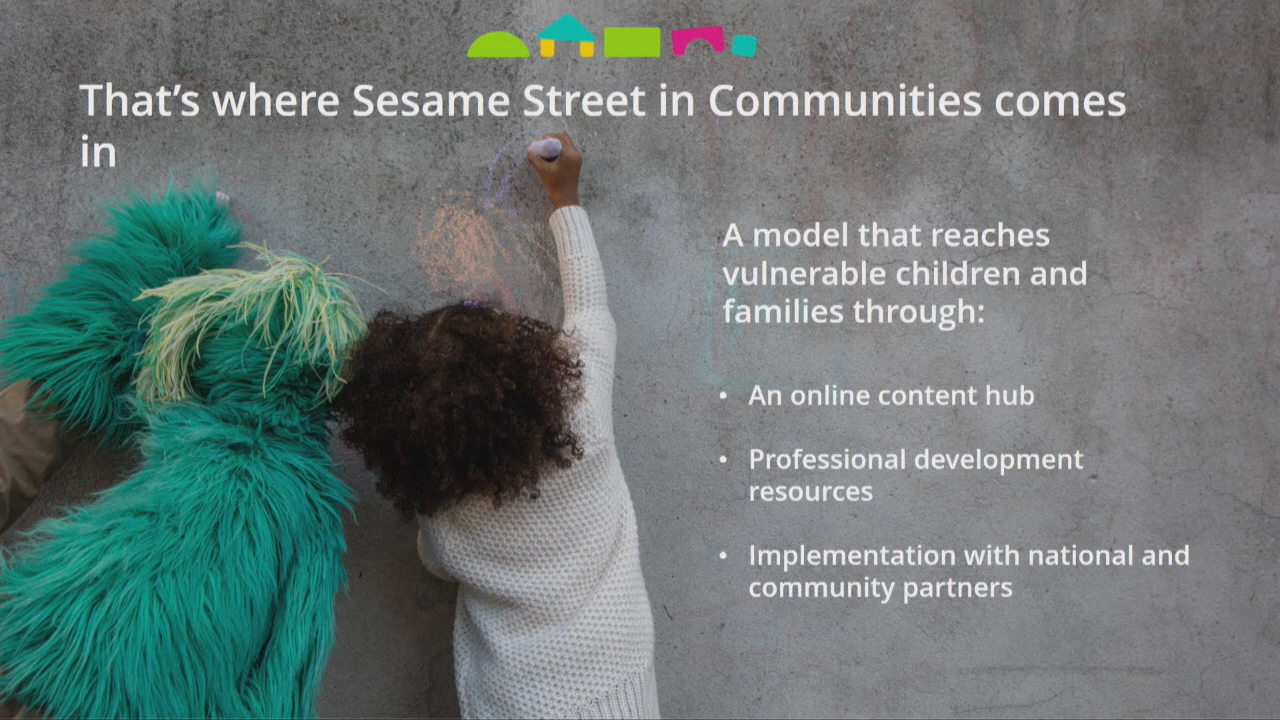 That’s where Sesame Street in Communities comes
in
A model that reaches
vulnerable children and
families through:
• An online content hub
• Professional development
resources
• Implementation with national and
community partners